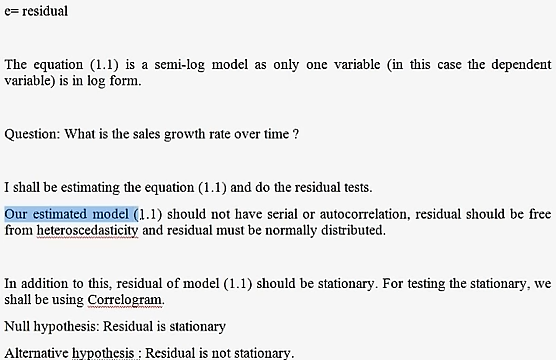 e= residual
The equation (1.1) is a semi-log model as only one variable (in this case the dependent
variable) is in log form.
Question: What is the sales growth rate over time ?
I shall be estimating the equation (1.1) and do the residual tests.
Our estimated model (1.1) should not have serial or autocorrelation, residual should be free
from heteroscedasticity and residual must be normally distributed.
In addition to this, residual of model (1.1) should be stationary. For testing the stationary, we
shall be using Correlogram.
Null hypothesis: Residual is stationary
Alternative hypothesis : Residual is not stationary.